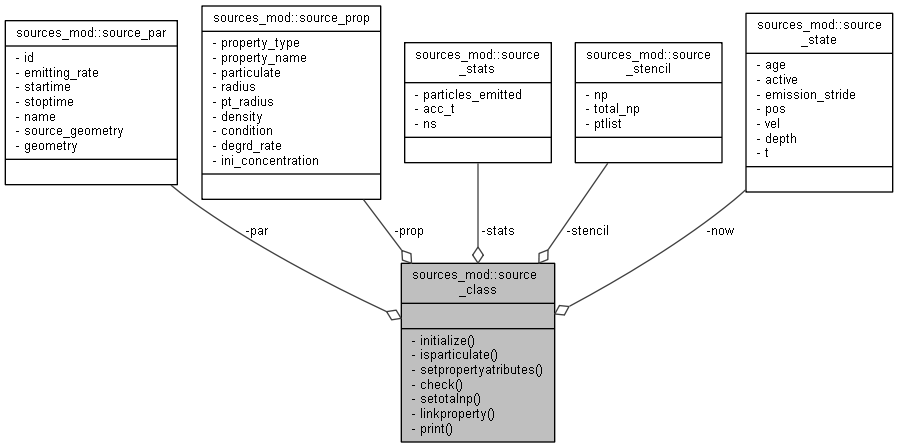 sources_mod::source_par
- id
- emitting_rate
- startime
- stoptime
- name
- source_geometry
- geometry
sources_mod::source_prop
- property_type
- property_name
- particulate
- radius
- pt_radius
- density
- condition
- degrd_rate
- ini_concentration
sources_mod::source
_stats
- particles_emitted
- acc_t
- ns
sources_mod::source
_stencil
- np
- total_np
- ptlist
sources_mod::source
_state
- age
- active
- emission_stride
- pos
- vel
- depth
- t
-par
-prop
-stats
-stencil
-now
sources_mod::source
_class
- initialize()
- isparticulate()
- setpropertyatributes()
- check()
- setotalnp()
- linkproperty()
- print()